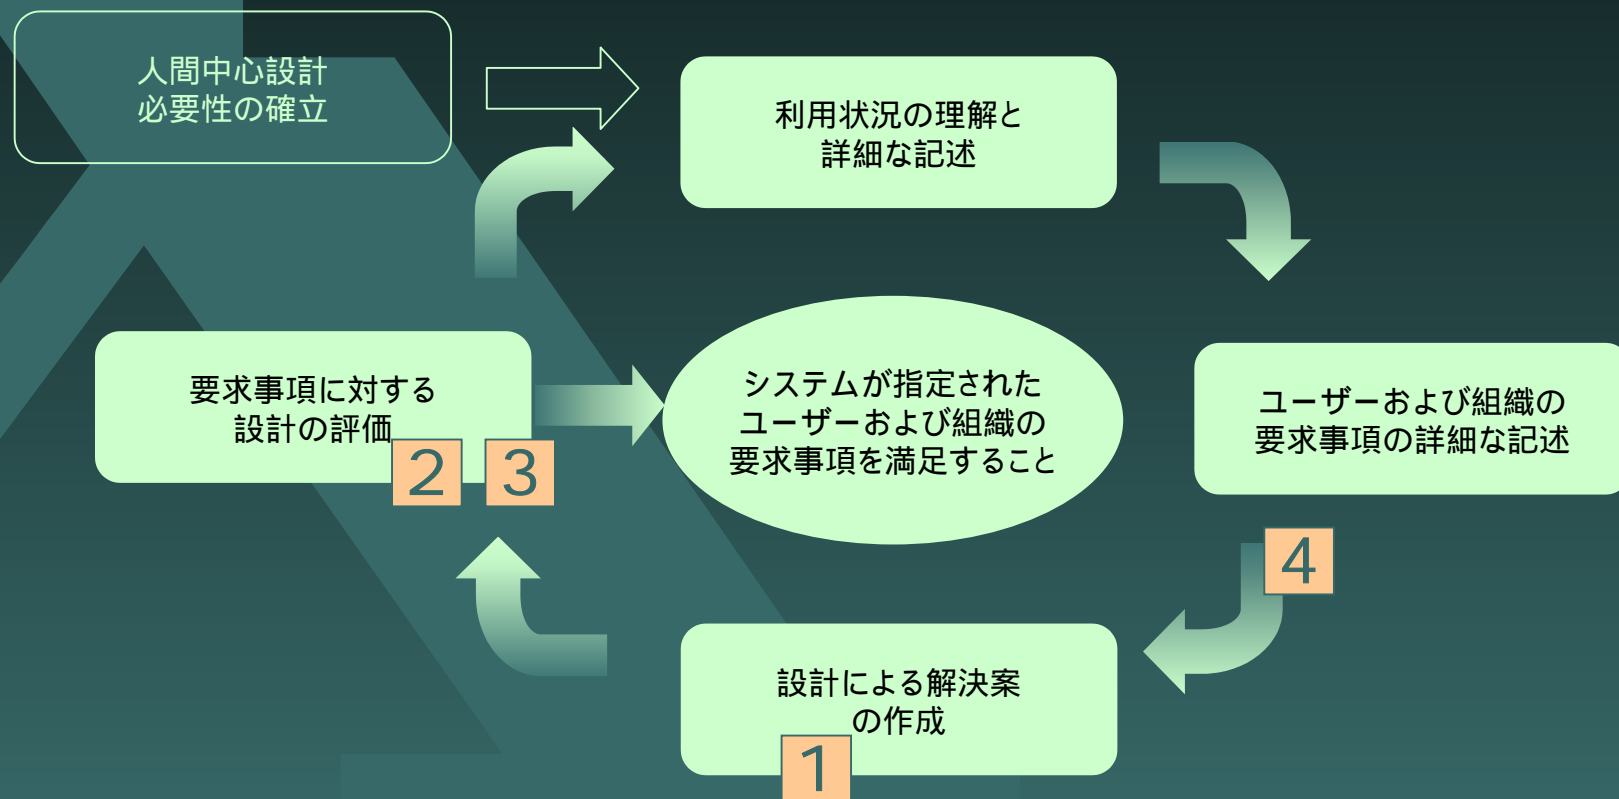 人間中心設計
必要性の確立
利用状況の理解と
詳細な記述
要求事項に対する
設計の評価
2 3
システムが指定された
ユーザーおよび組織の
要求事項を満足すること
ユーザーおよび組織の
要求事項の詳細な記述
4
設計による解決案
の作成
1